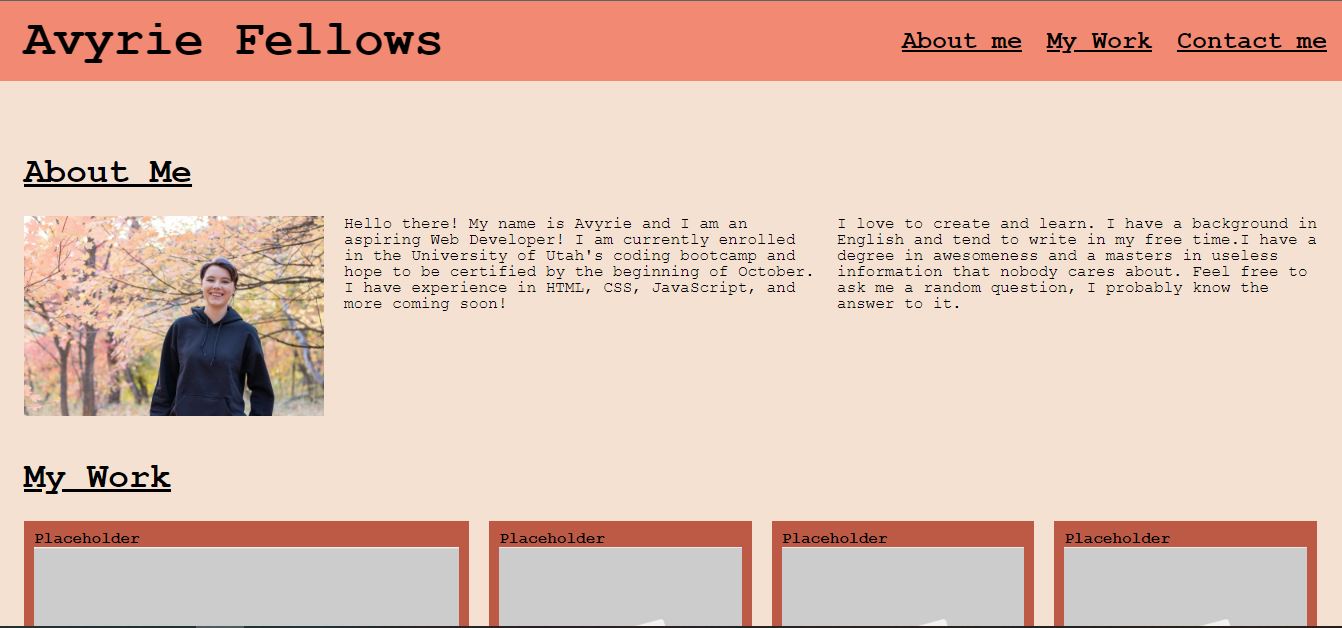 Avyrie Fellows
About me My Work Contact me
About Me
Hello there! My name is Avyrie and I am an
aspiring Web Developer! I am currently enrolled
in the University of Utah's coding bootcamp and
hope to be certified by the beginning of October.
I have experience in HTML, CSS, JavaScript, and
more coming soon!
I love to create and learn. I have a background in
English and tend to write in my free time.I have a
degree in awesomeness and a masters in useless
information that nobody cares about. Feel free to
ask me a random question, I probably know the
answer to it.
My Work
Placeholder
Placeholder
Placeholder
Placeholder